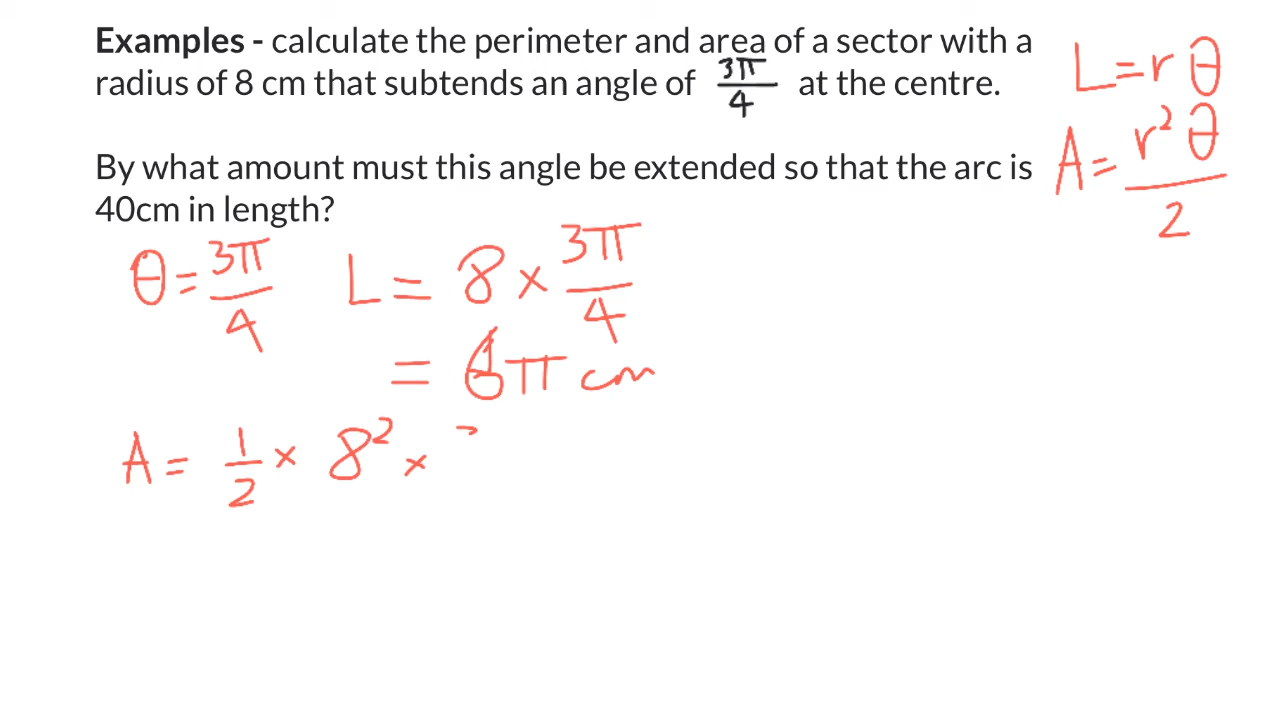 Examples - calculate the perimeter and area of a sector with a
radius of 8 cm that subtends an angle of 3π/4 at the centre.
L = r θ
A = r² θ / 2
By what amount must this angle be extended so that the arc is
40cm in length?
θ = 3π/4 L = 8 × 3π/4
= 6π cm
A = 1/2 × 8² ×